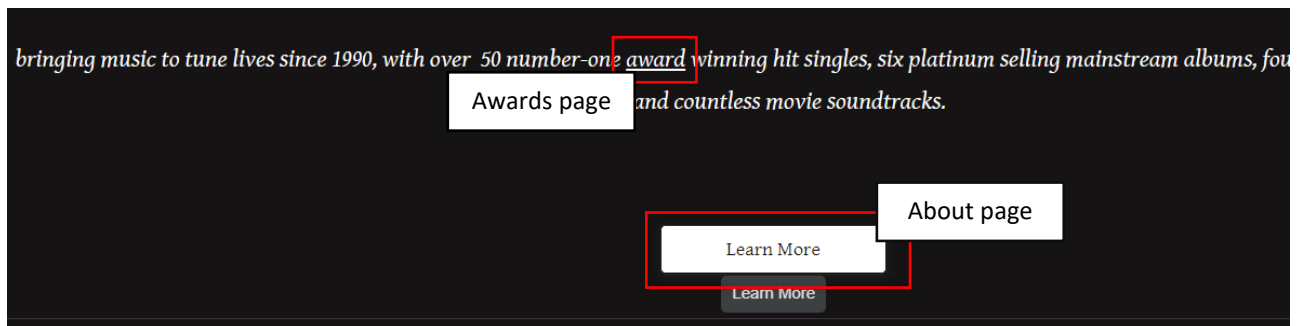 bringing music to tune lives since 1990, with over 50 number-one award winning hit singles, six platinum selling mainstream albums,
Awards page
and countless movie soundtracks.
About page
Learn More
Learn More